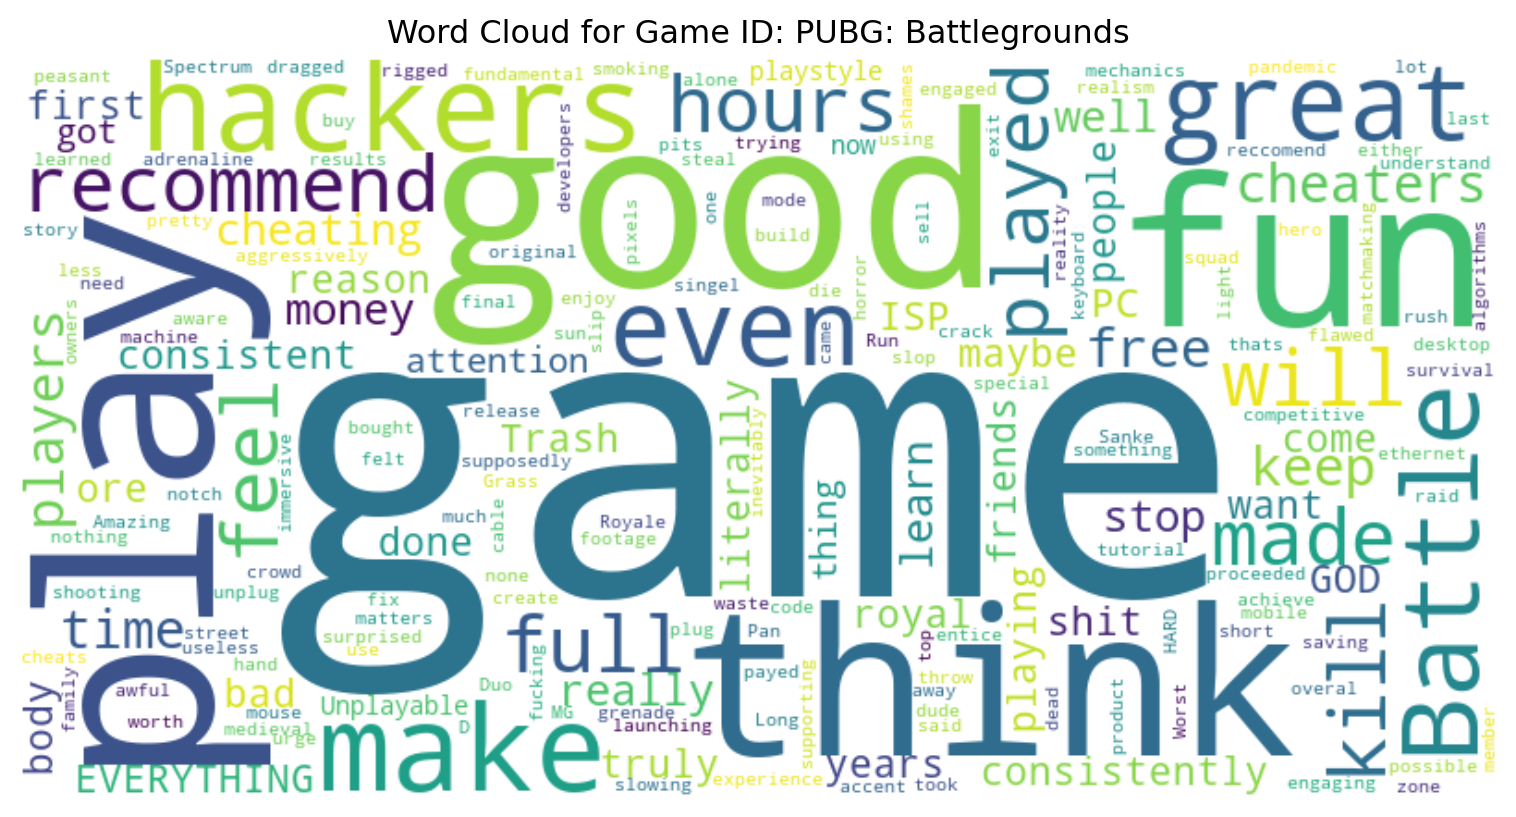 Word Cloud for Game ID: PUBG: Battlegrounds
peasant
Spectrum
dragged
rigged
fundamental
smoking
alone
playstyle
shames
engaged
mechanics
realism
pandemic
lot
first
hackers
hours
played
well
great
last
got
buy
developers
pits
trying
now
using
exit
people
reccomend
either
learned
adrenaline
results
steal
understand
recommend
good
one
mode
cheaters
fun
story
pretty
cheating
pixels
build
sell
reality
hero
matchmaking
algorithms
play
aggressively
original
horror
keyboard
squad
less
need
reason
singel
die
light
owners
money
final
enjoy
ISP
PC
rush
aware
sun
slip
even
came
Run
crack
free
thats
flawed
desktop
machine
consistent
attention
slop
maybe
will
survival
players
feel
game
special
release
literally
inevitably
friends
competitive
Battle
bought
Trash
learn
Sanke
something
come
ethernet
felt
supposedly
keep
immersive
Grass
thing
ore
notch
want
raid
Amazing
much
cable
Royale
stop
nothing
done
footage
tutorial
made
crowd
none
proceeded
GOD
shooting
unplug
fix
create
waste
code
playing
achieve
mobile
time
street
matters
full
royal
shit
HARD
short
kill
saving
useless
surprised
plug
Pan
entice
top
think
cheats
hand
use
fucking
really
payed
supporting
throw
body
family
awful
bad
Duo
away
dead
product
Worst
overal
worth
mouse
Unplayable
MG
grenade
Long
dude
medieval
D
launching
said
urge
make
truly
years
member
possible
EVERYTHING
experience
consistently
slowing
accent
took
engaging
zone